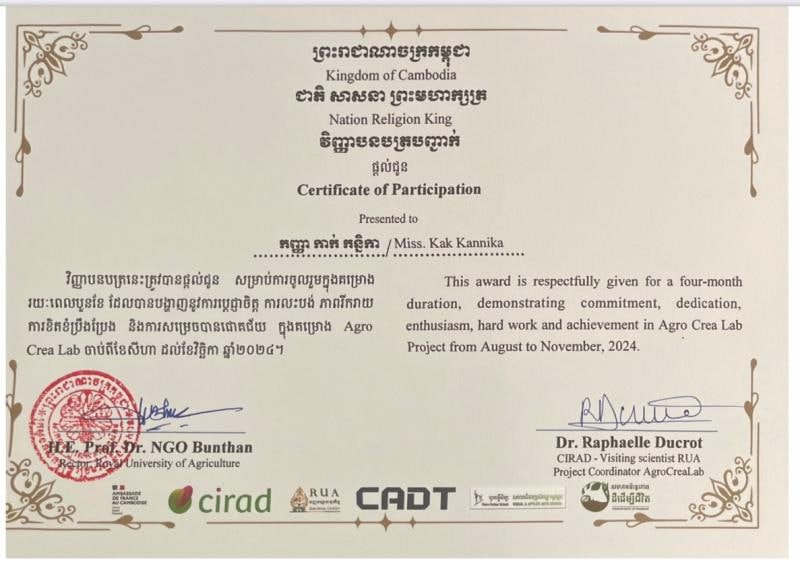 ព្រះរាជាណាចក្រកម្ពុជា
Kingdom of Cambodia
ជាតិ សាសនា ព្រះមហាក្សត្រ
Nation Religion King
វិញ្ញាបនបត្របញ្ជាក់
ផ្ដល់ជូន
Certificate of Participation
Presented to
កញ្ញា កាក់ កន្និកា / Miss. Kak Kannika
វិញ្ញាបនបត្រនេះត្រូវបានផ្ដល់ជូន សម្រាប់ការចូលរួមក្នុងគម្រោង
រយៈពេលបួនខែ ដែលបានបង្ហាញនូវការប្ដេជ្ញាចិត្ត ការលះបង់ ភាពរីករាយ
ការខិតខំប្រឹងប្រែង និងការសម្រេចបានជោគជ័យ ក្នុងគម្រោង Agro
Crea Lab ចាប់ពីខែសីហា ដល់ខែវិច្ឆិកា ឆ្នាំ២០២៤។
This award is respectfully given for a four-month
duration, demonstrating commitment, dedication,
enthusiasm, hard work and achievement in Agro Crea Lab
Project from August to November, 2024.
H.E. Prof. Dr. NGO Bunthan
Rector, Royal University of Agriculture
Dr. Raphaelle Ducrot
CIRAD - Visiting scientist RUA
Project Coordinator AgroCreaLab
AMBASSADE
DE FRANCE
AU CAMBODGE
cirad
RUA
CADT
ដីដើម្បីជីវិត